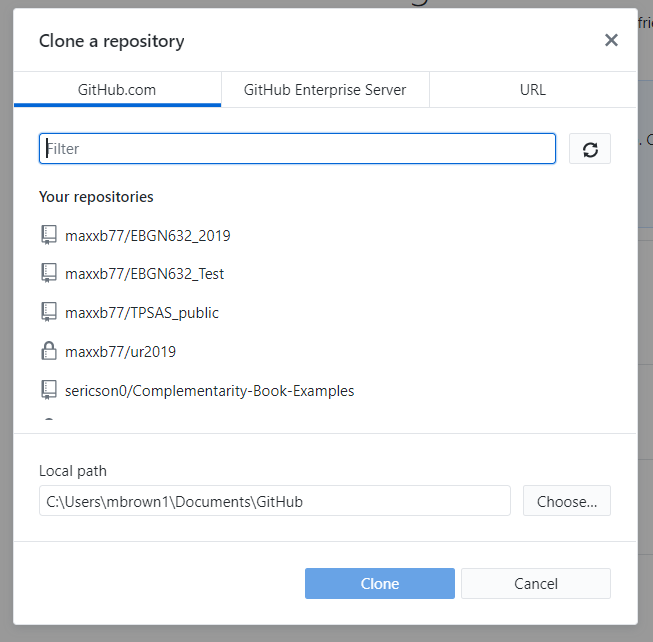 Clone a repository
GitHub.com
GitHub Enterprise Server
URL
Filter
Your repositories
maxxb77/EBGN632_2019
maxxb77/EBGN632_Test
maxxb77/TPSAS_public
maxxb77/ur2019
sericson0/Complementarity-Book-Examples
Local path
C:\Users\mbrown1\Documents\GitHub
Choose...
Clone
Cancel